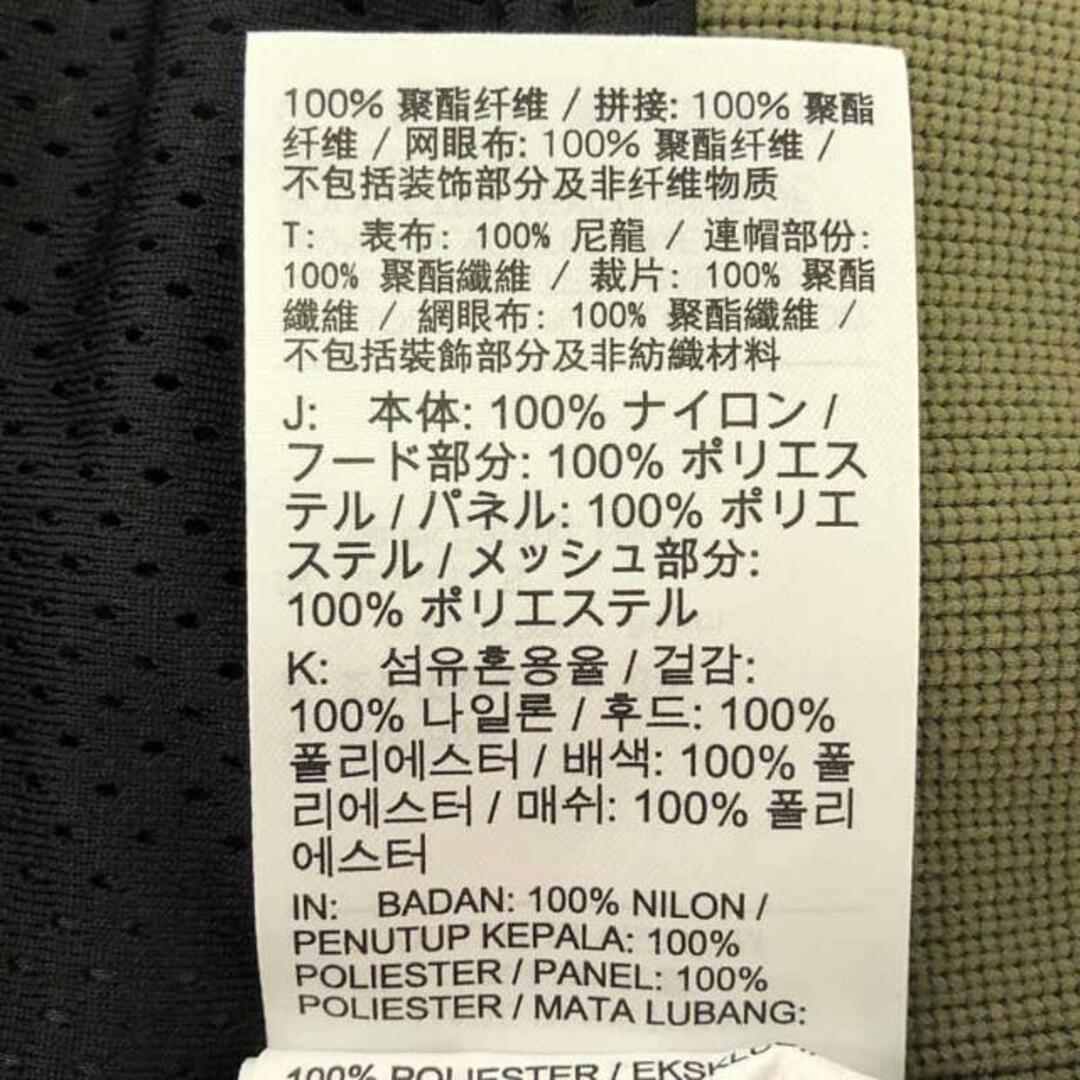 100% 聚酯纤维 / 拼接: 100% 聚酯
纤维 / 网眼布: 100% 聚酯纤维 /
不包括装饰部分及非纤维物质
T: 表布: 100% 尼龍 / 連帽部份:
100% 聚酯纖維 / 裁片: 100% 聚酯
纖維 / 網眼布: 100% 聚酯纖維 /
不包括裝飾部分及非紡織材料
J: 本体: 100% ナイロン /
フード部分: 100% ポリエス
テル / パネル: 100% ポリエ
ステル / メッシュ部分:
100% ポリエステル
K: 섬유혼용율 / 겉감:
100% 나일론 / 후드: 100%
폴리에스터 / 배색: 100% 폴
리에스터 / 매쉬: 100% 폴리
에스터
IN: BADAN: 100% NILON /
PENUTUP KEPALA: 100%
POLIESTER / PANEL: 100%
POLIESTER / MATA LUBANG:
100% POLIESTER /